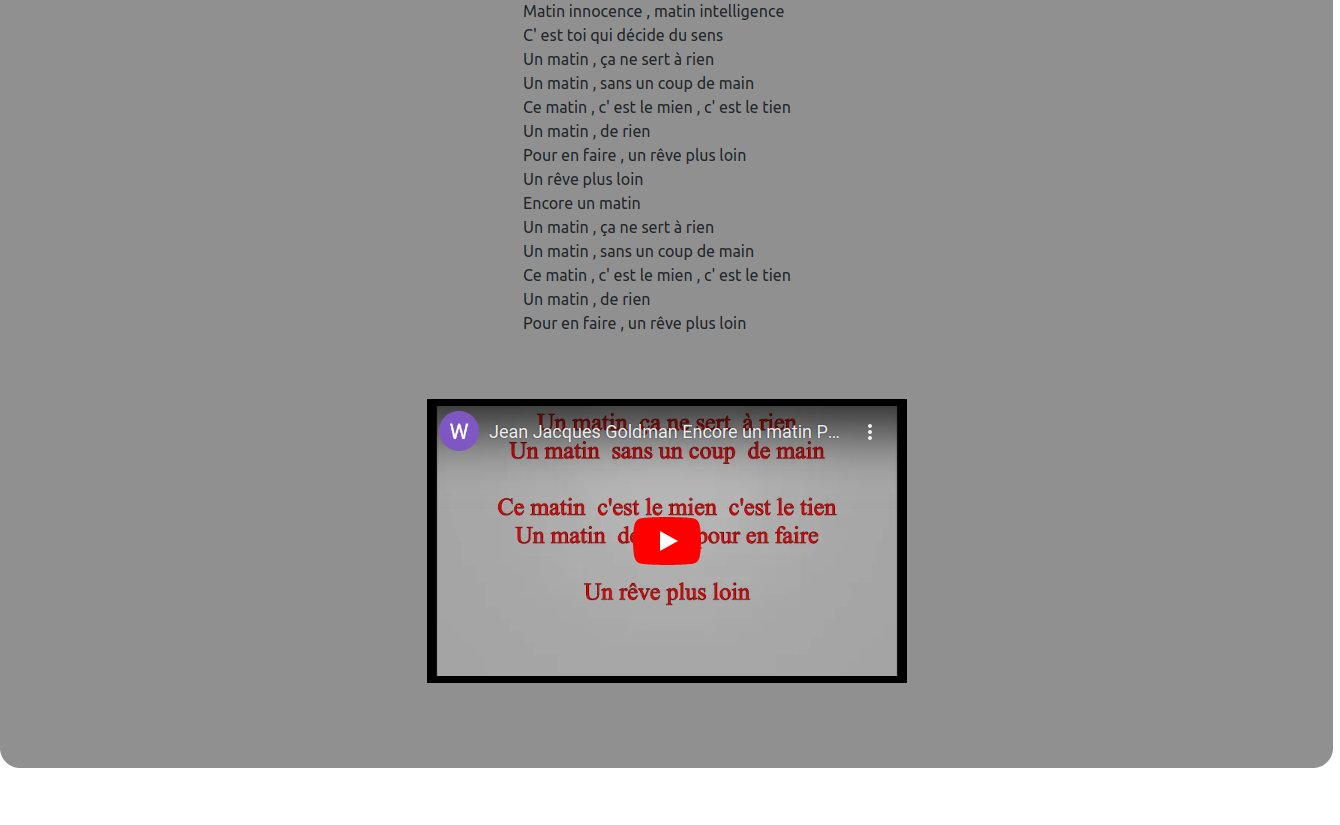 Matin innocence , matin intelligence
C' est toi qui décide du sens
Un matin , ça ne sert à rien
Un matin , sans un coup de main
Ce matin , c' est le mien , c' est le tien
Un matin , de rien
Pour en faire , un rêve plus loin
Un rêve plus loin
Encore un matin
Un matin , ça ne sert à rien
Un matin , sans un coup de main
Ce matin , c' est le mien , c' est le tien
Un matin , de rien
Pour en faire , un rêve plus loin
Un matin ça ne sert à rien
W Jean Jacques Goldman Encore un matin P...
Un matin sans un coup de main
Ce matin c'est le mien c'est le tien
Un matin pour en faire
Un rêve plus loin